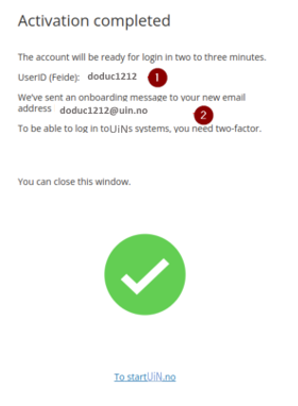 Activation completed
The account will be ready for login in two to three minutes.
UserID (Feide): doduc1212 1
We've sent an onboarding message to your new email
address doduc1212@uin.no 2
To be able to log in to UiNs systems, you need two-factor.
You can close this window.
To start UiN.no